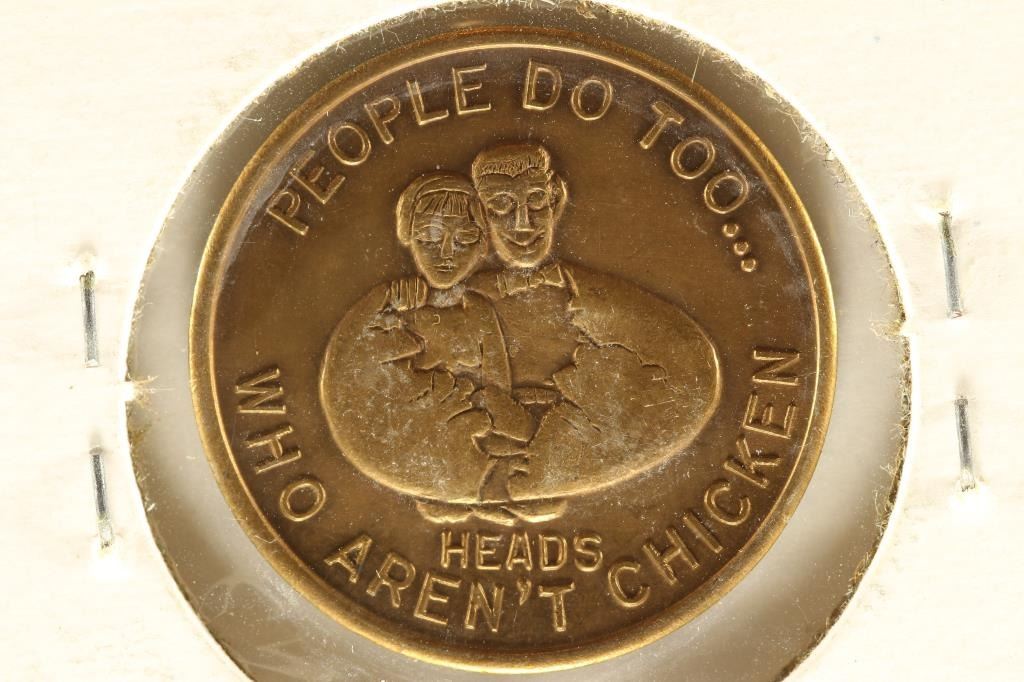 PEOPLE DO TOO...
HEADS
WHO AREN'T CHICKEN